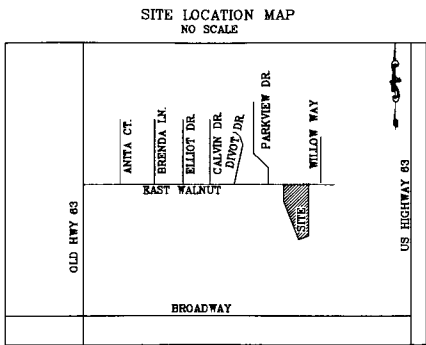 SITE LOCATION MAP
NO SCALE
ANITA CT.
BRENDA LN.
ELLIOT DR.
CALVIN DR.
DIVOT DR.
PARKVIEW DR.
WILLOW WAY
EAST WALNUT
OLD HWY 63
SITE
US HIGHWAY 63
BROADWAY